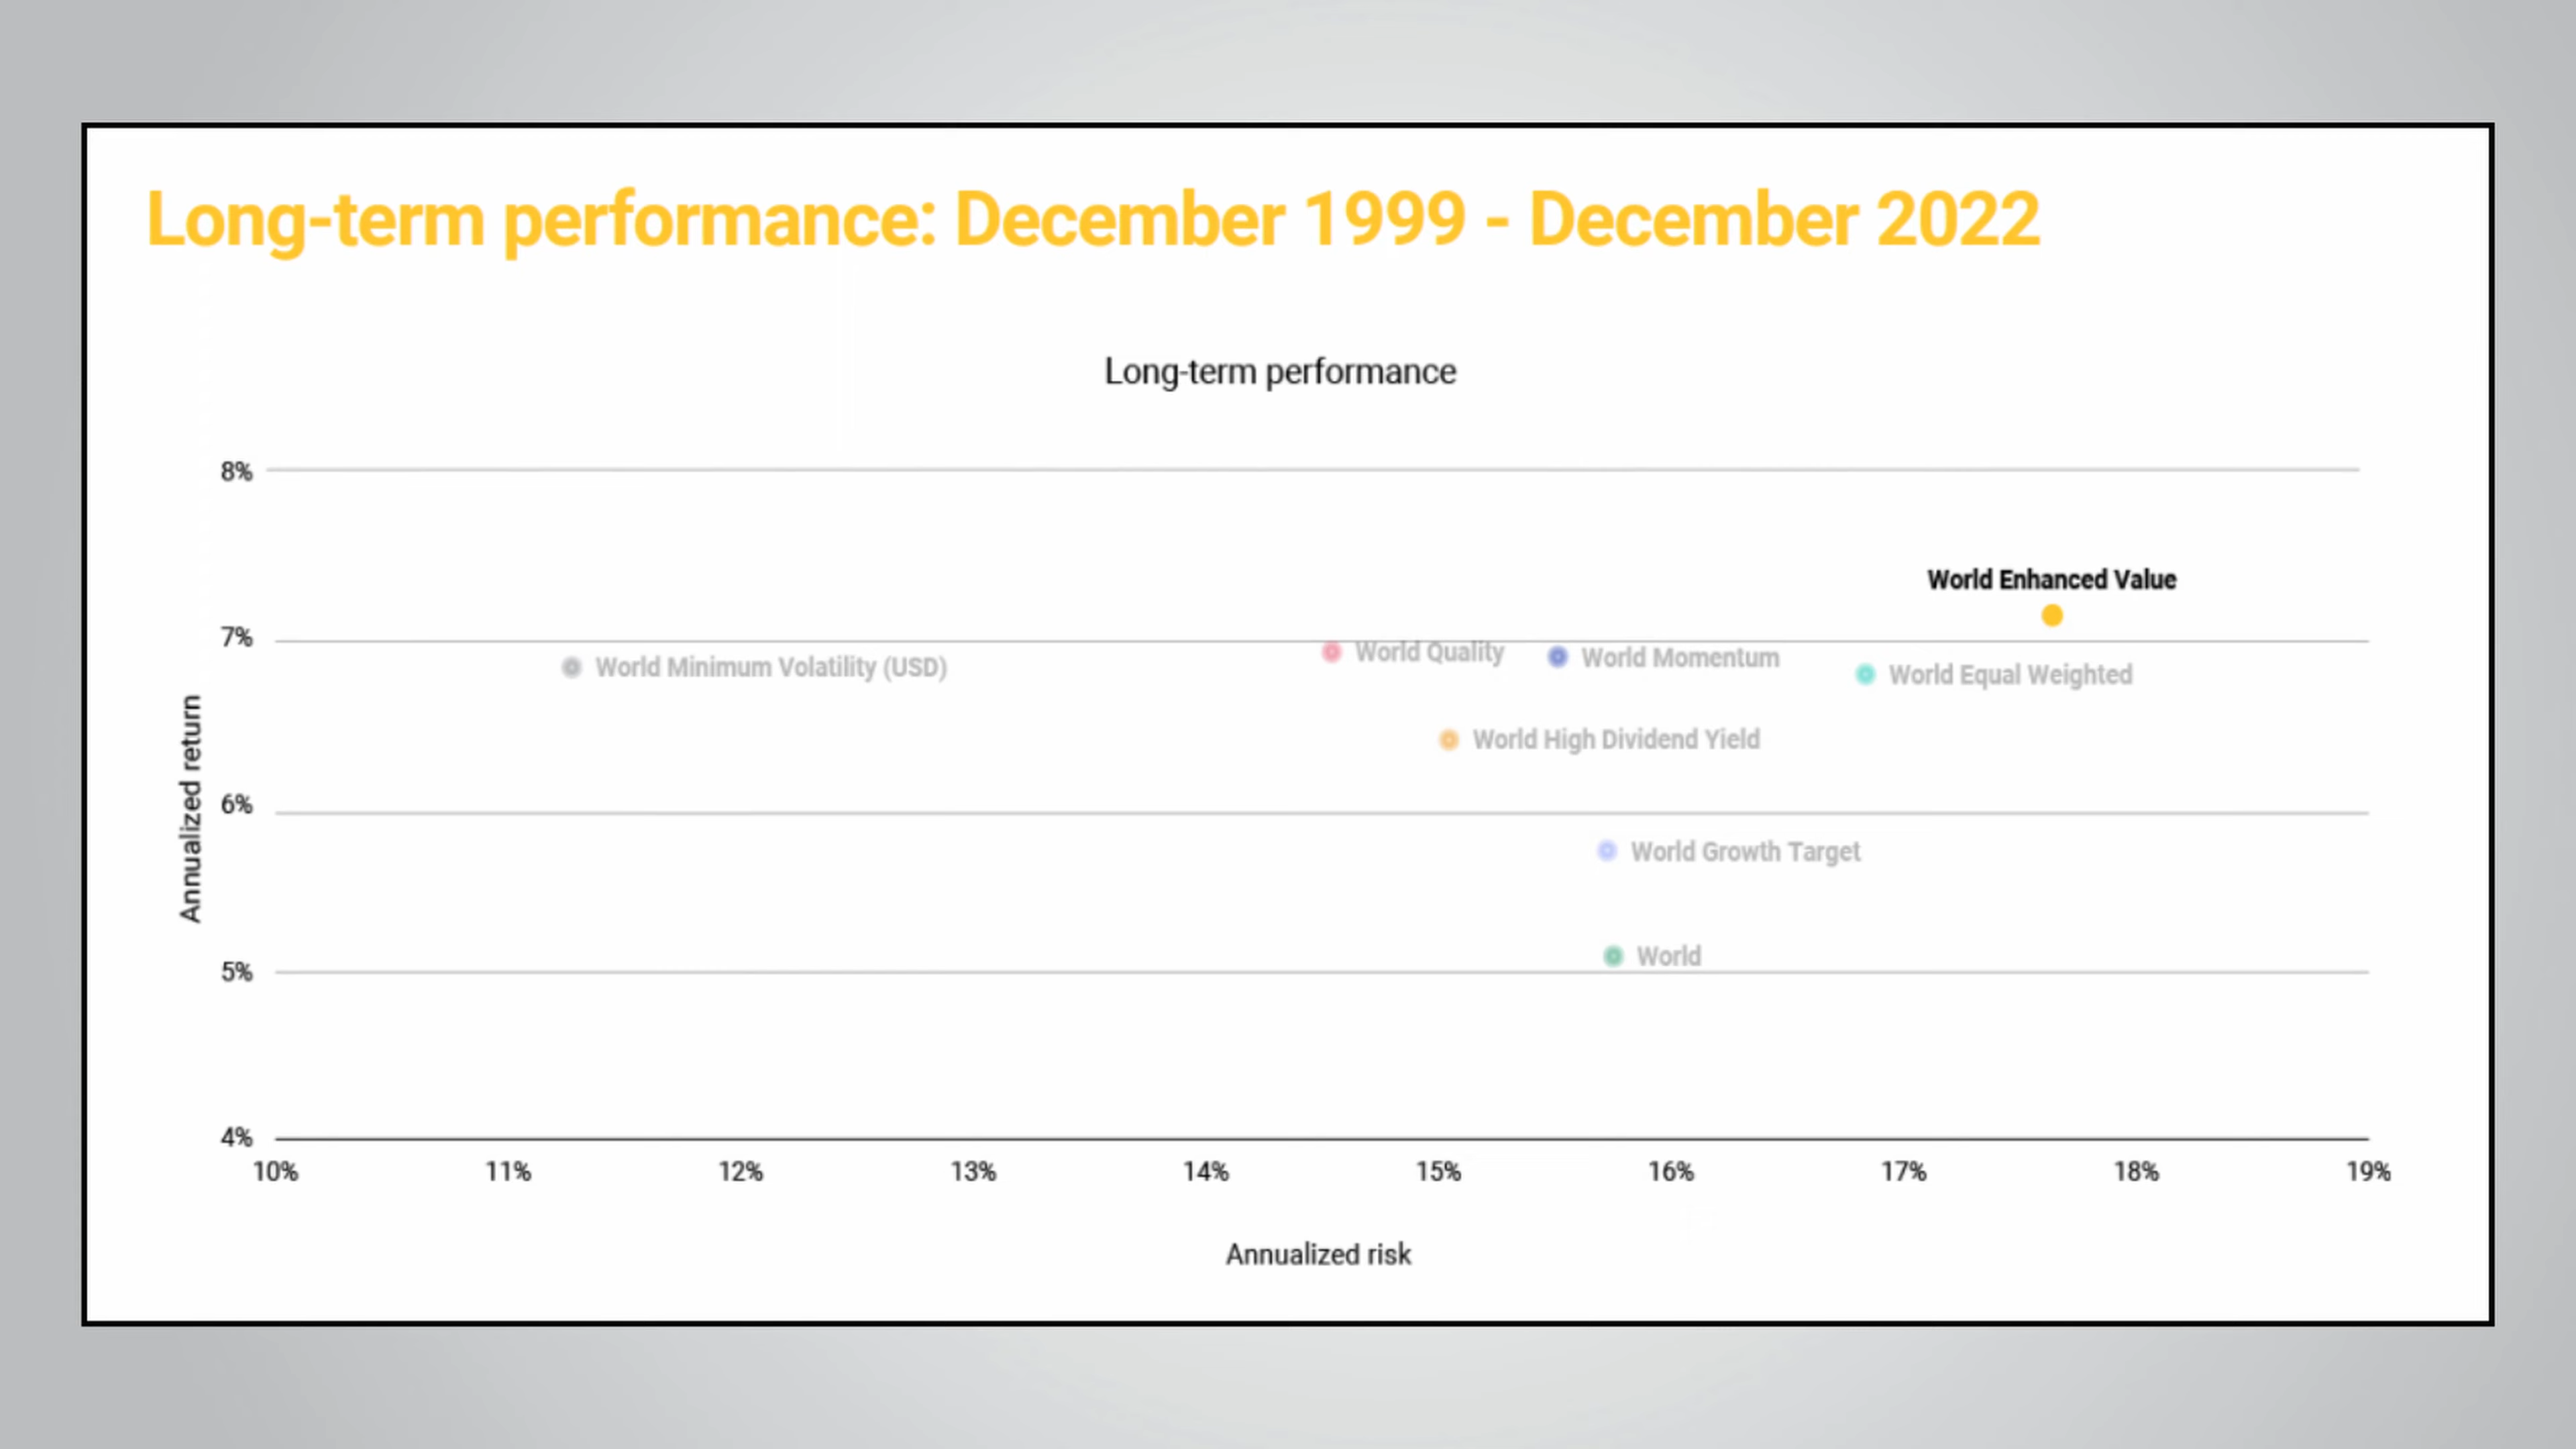 Long-term performance: December 1999 - December 2022
Long-term performance
8%
World Enhanced Value
7%
World Quality
World Momentum
World Minimum Volatility (USD)
World Equal Weighted
World High Dividend Yield
Annualized return
6%
World Growth Target
World
5%
4%
10% 11% 12% 13% 14% 15% 16% 17% 18% 19%
Annualized risk